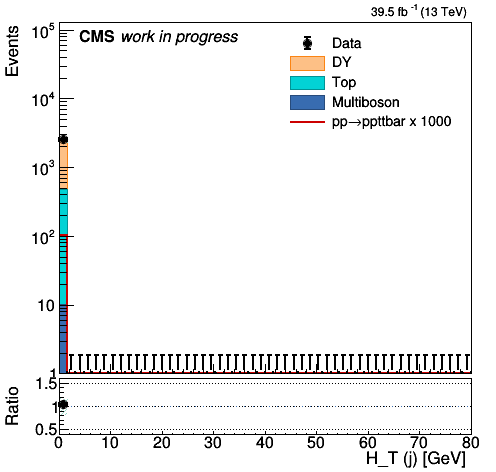 39.5 fb⁻¹ (13 TeV)
CMS work in progress
Events
10⁵
10⁴
10³
10²
10
1
Data
DY
Top
Multiboson
pp→ppttbar x 1000
Ratio
1.5
1
0.5
0 10 20 30 40 50 60 70 80
H_T (j) [GeV]